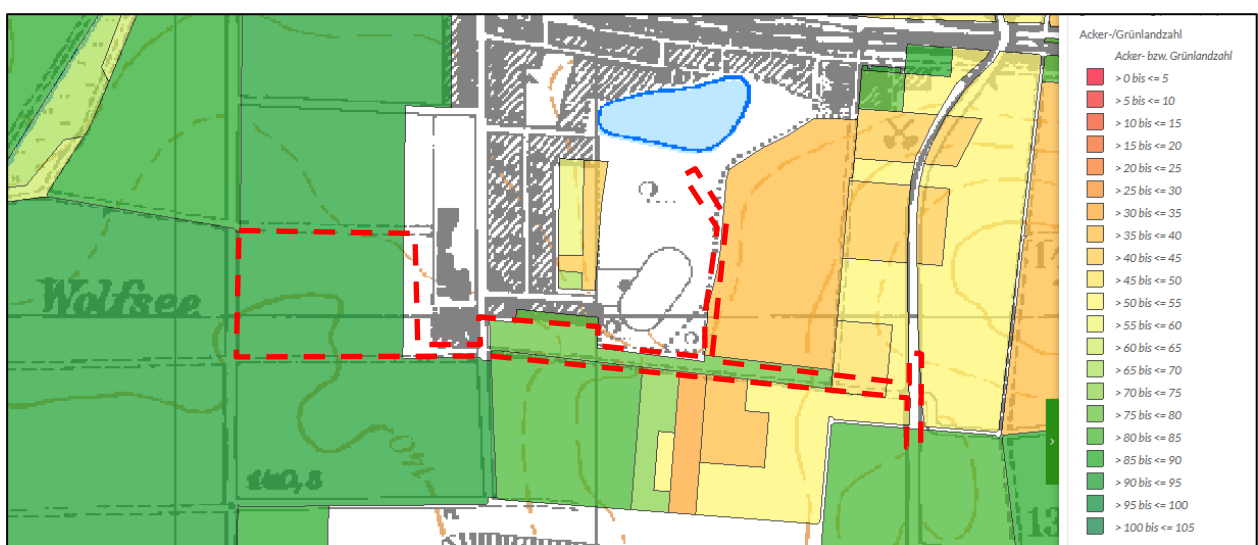 Acker-/Grünlandzahl
Acker- bzw. Grünlandzahl
> 0 bis <= 5
> 5 bis <= 10
> 10 bis <= 15
> 15 bis <= 20
> 20 bis <= 25
> 25 bis <= 30
> 30 bis <= 35
> 35 bis <= 40
> 40 bis <= 45
> 45 bis <= 50
> 50 bis <= 55
> 55 bis <= 60
> 60 bis <= 65
> 65 bis <= 70
> 70 bis <= 75
> 75 bis <= 80
> 80 bis <= 85
> 85 bis <= 90
> 90 bis <= 95
> 95 bis <= 100
> 100 bis <= 105
Wolfsee
140,8